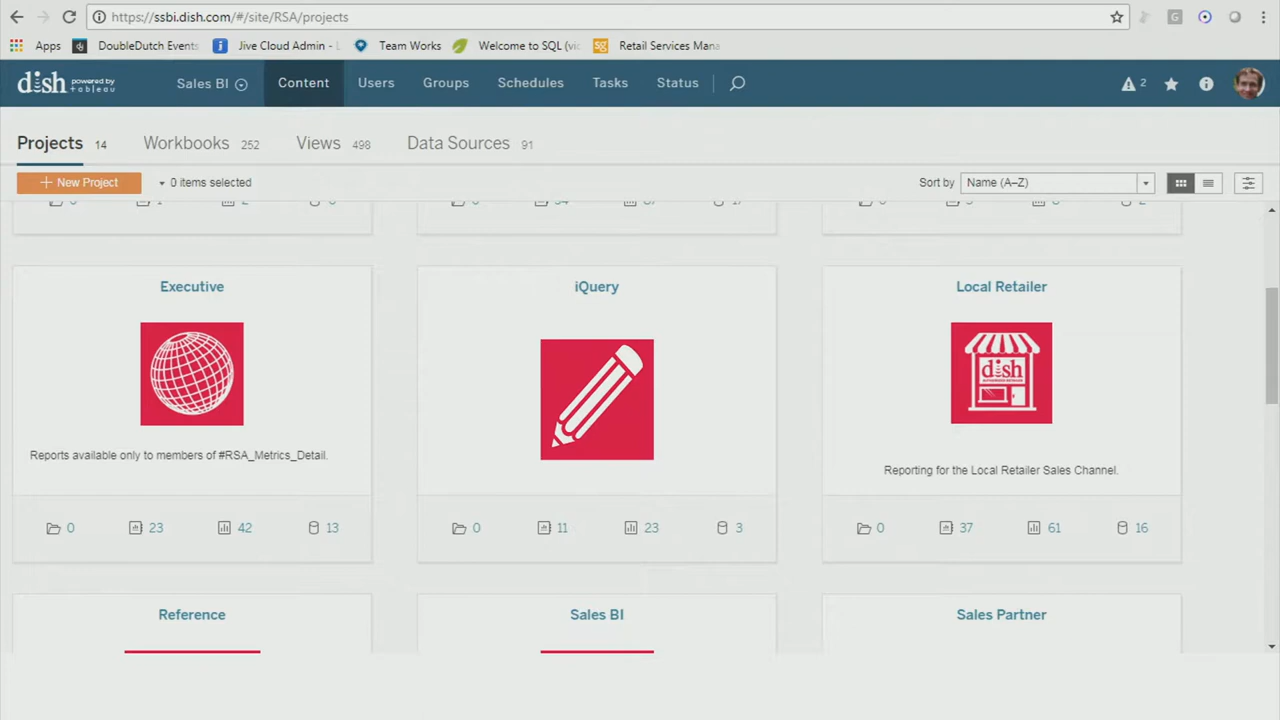 https://ssbi.dish.com/#/site/RSA/projects
Apps DoubleDutch Events Jive Cloud Admin - L Team Works Welcome to SQL (vic Retail Services Mana
dish powered by tableau Sales BI Content Users Groups Schedules Tasks Status 2
Projects 14 Workbooks 252 Views 498 Data Sources 91
+ New Project 0 items selected Sort by Name (A–Z)
Executive iQuery Local Retailer
dish
Reports available only to members of #RSA_Metrics_Detail.
Reporting for the Local Retailer Sales Channel.
0 23 42 13 0 11 23 3 0 37 61 16
Reference Sales BI Sales Partner